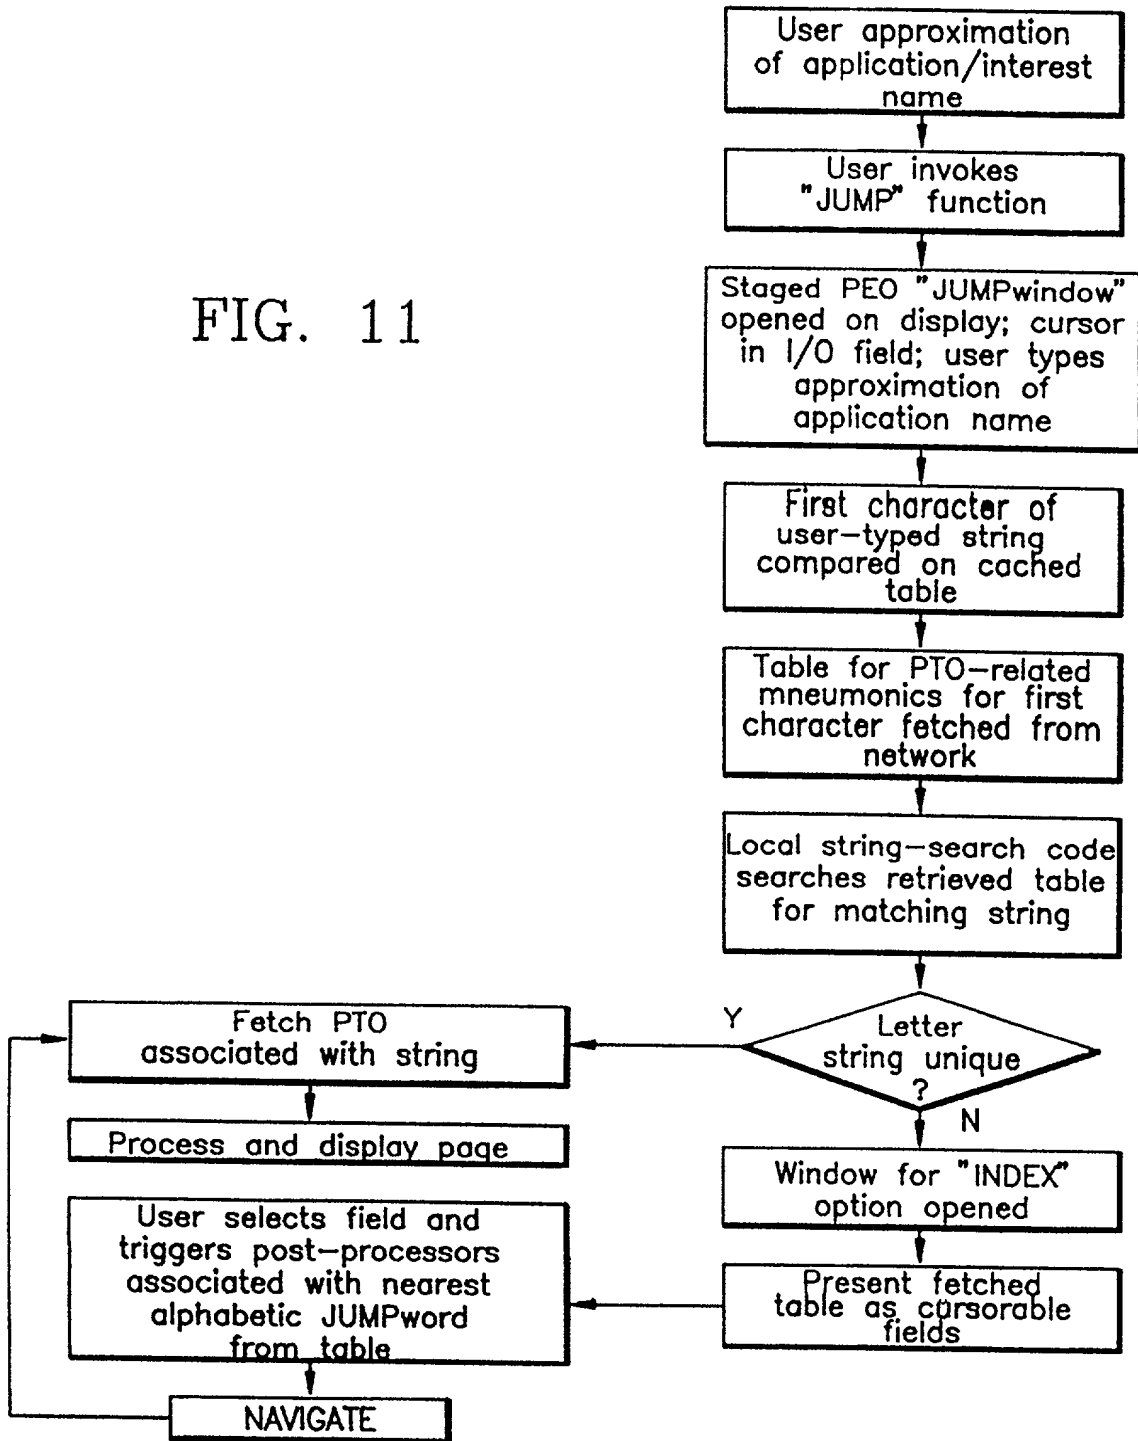 User approximation
of application/interest
name
User invokes
"JUMP" function
FIG. 11
Staged PEO "JUMPwindow"
opened on display; cursor
in I/O field; user types
approximation of
application name
First character of
user-typed string
compared on cached
table
Table for PTO-related
mneumonics for first
character fetched from
network
Local string-search code
searches retrieved table
for matching string
Letter
string unique
?
Y
N
Fetch PTO
associated with string
Process and display page
Window for "INDEX"
option opened
Present fetched
table as cursorable
fields
User selects field and
triggers post-processors
associated with nearest
alphabetic JUMPword
from table
NAVIGATE